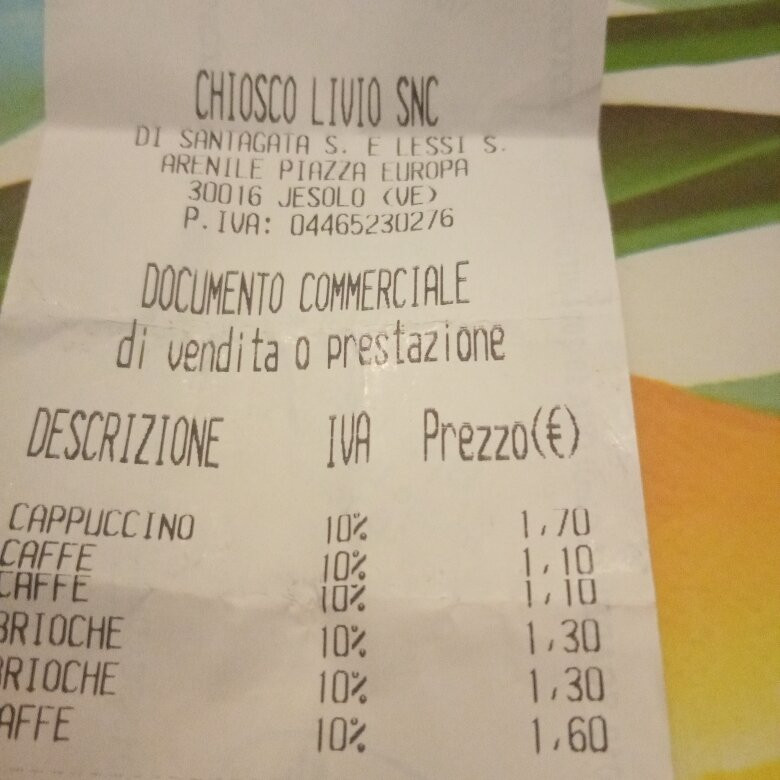 CHIOSCO LIVIO SNC
DI SANTAGATA S. E LESSI S.
ARENILE PIAZZA EUROPA
30016 JESOLO (VE)
P.IVA: 04465230276
DOCUMENTO COMMERCIALE
di vendita o prestazione
DESCRIZIONE IVA Prezzo(€)
CAPPUCCINO 10% 1,70
CAFFE 10% 1,10
CAFFE 10% 1,10
BRIOCHE 10% 1,30
BRIOCHE 10% 1,30
AFFE 10% 1,60